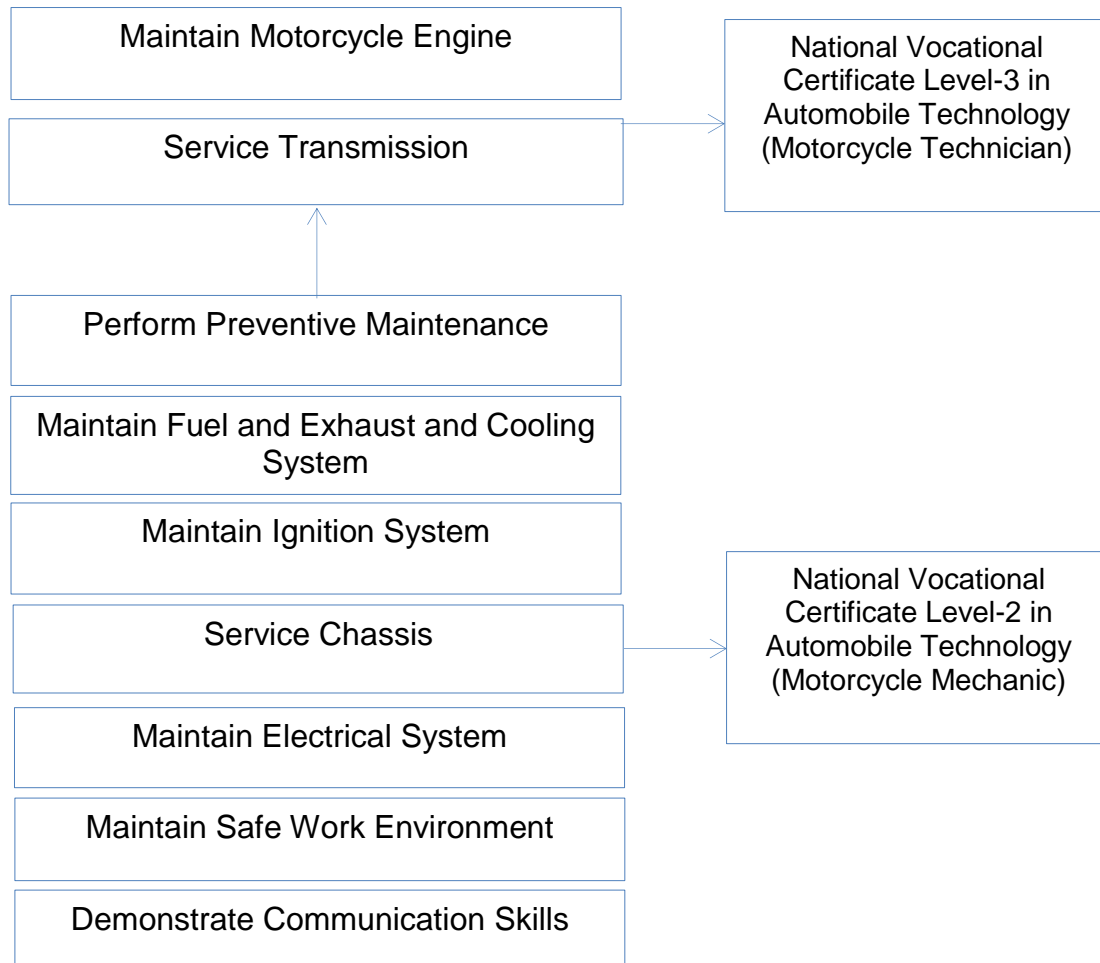 Maintain Motorcycle Engine
National Vocational
Certificate Level-3 in
Automobile Technology
(Motorcycle Technician)
Service Transmission
Perform Preventive Maintenance
Maintain Fuel and Exhaust and Cooling
System
Maintain Ignition System
Service Chassis
National Vocational
Certificate Level-2 in
Automobile Technology
(Motorcycle Mechanic)
Maintain Electrical System
Maintain Safe Work Environment
Demonstrate Communication Skills